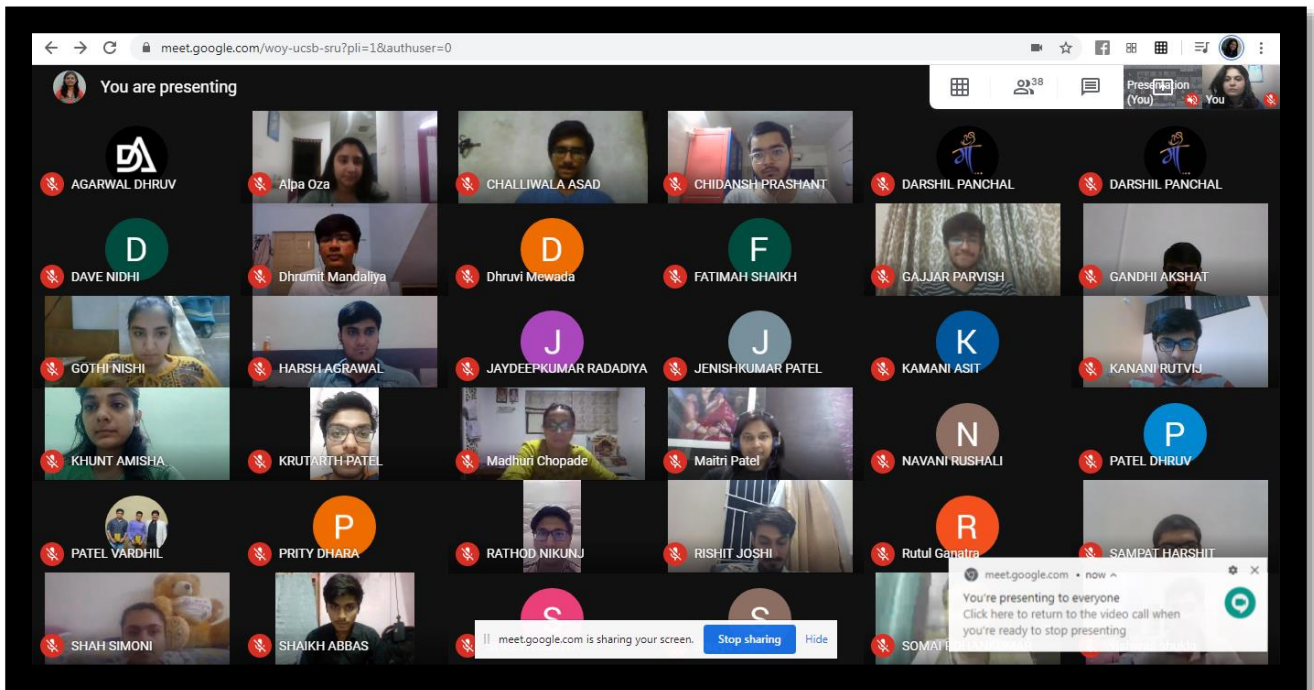 meet.google.com/woy-ucsb-sru?pli=1&authuser=0
You are presenting
38
Presentation
(You)
You
AGARWAL DHRUV
Alpa Oza
CHALLIWALA ASAD
CHIDANSH PRASHANT
DARSHIL PANCHAL
DARSHIL PANCHAL
D
DAVE NIDHI
Dhrumit Mandaliya
D
Dhruvi Mewada
F
FATIMAH SHAIKH
GAJJAR PARVISH
GANDHI AKSHAT
GOTHI NISHI
HARSH AGRAWAL
J
JAYDEEPKUMAR RADADIYA
J
JENISHKUMAR PATEL
K
KAMANI ASIT
KANANI RUTVIJ
KHUNT AMISHA
KRUTARTH PATEL
Madhuri Chopade
Maitri Patel
N
NAVANI RUSHALI
P
PATEL DHRUV
PATEL VARDHIL
P
PRITY DHARA
RATHOD NIKUNJ
RISHIT JOSHI
R
Rutul Ganatra
SAMPAT HARSHIT
SHAH SIMONI
SHAIKH ABBAS
S
S
SOMAI
meet.google.com is sharing your screen.
Stop sharing
Hide
meet.google.com • now
You're presenting to everyone
Click here to return to the video call when
you're ready to stop presenting